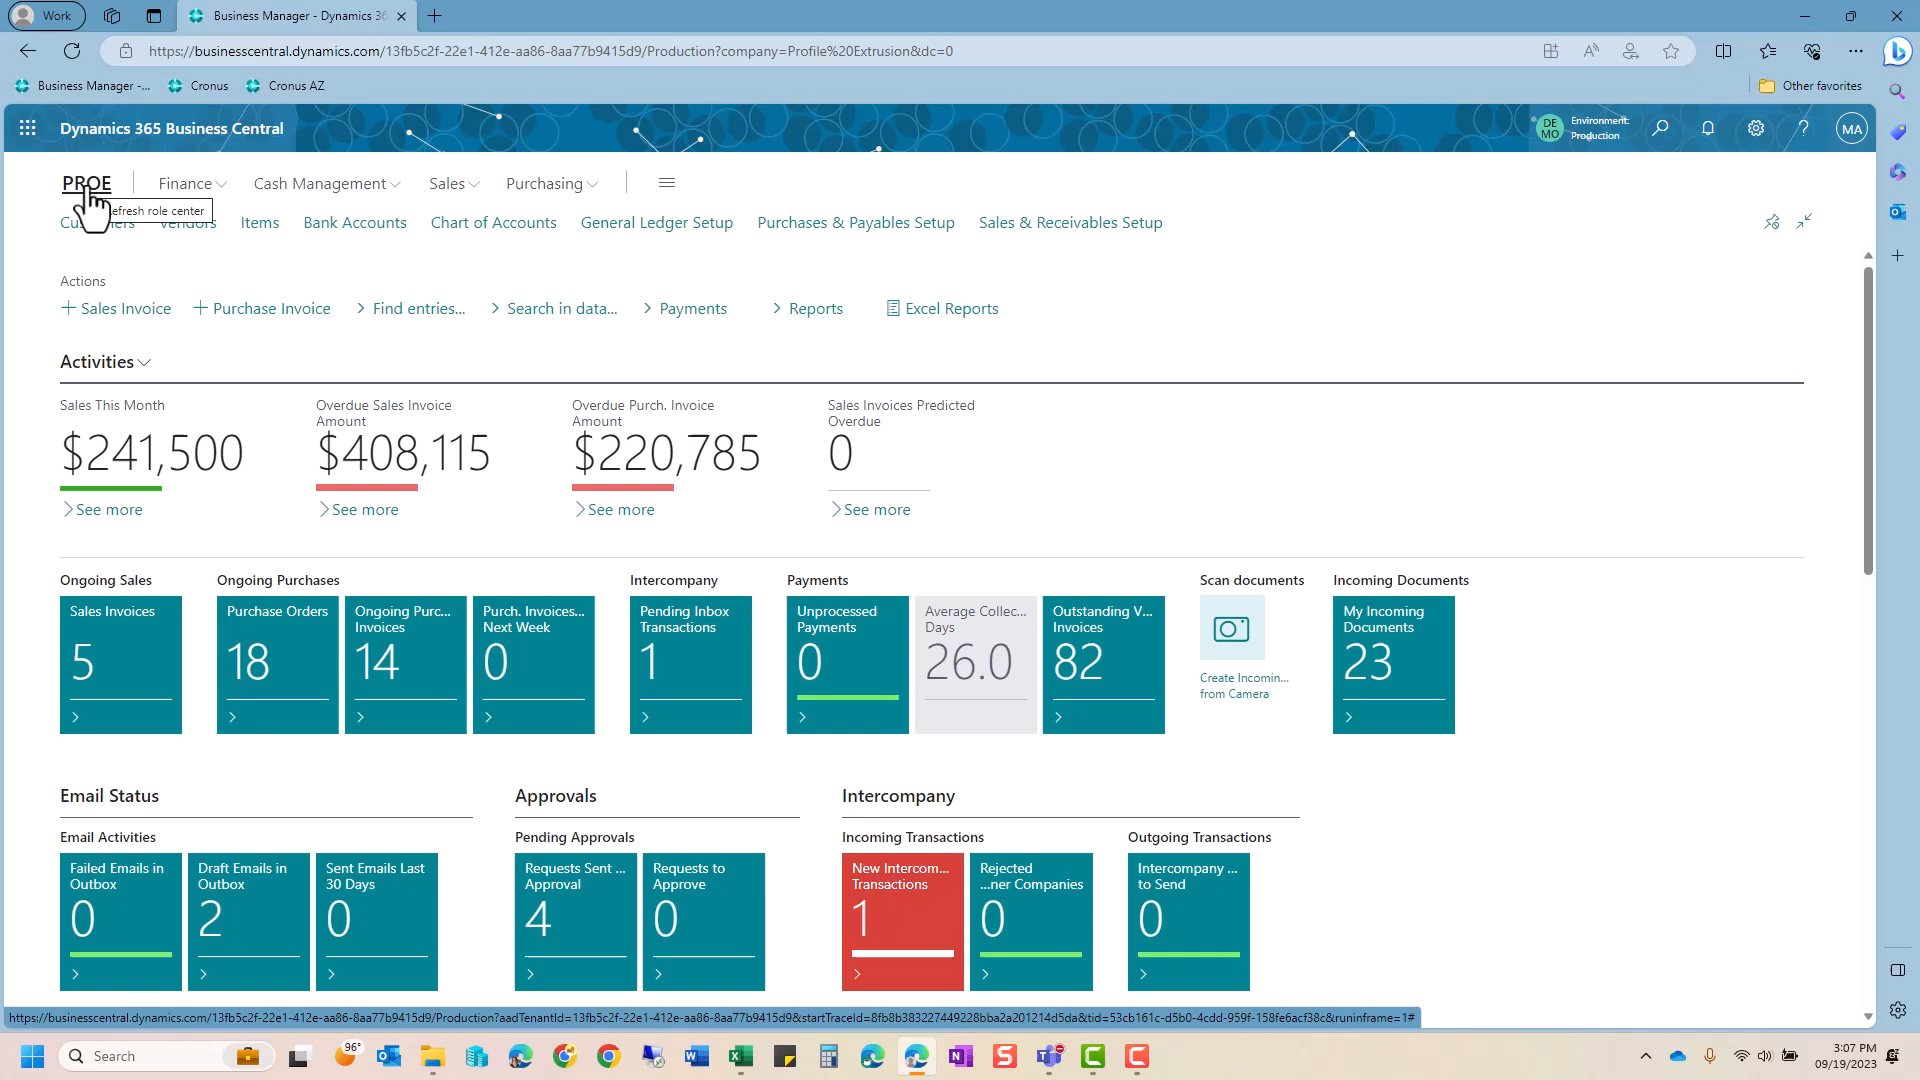 Work
Business Manager - Dynamics 36
https://businesscentral.dynamics.com/13fb5c2f-22e1-412e-aa86-8aa77b9415d9/Production?company=Profile%20Extrusion&dc=0
Business Manager -...
Cronus
Cronus AZ
Other favorites
Dynamics 365 Business Central
DE
MO
Environment:
Production
MA
PROE
Finance
Cash Management
Sales
Purchasing
efresh role center
Customers
Vendors
Items
Bank Accounts
Chart of Accounts
General Ledger Setup
Purchases & Payables Setup
Sales & Receivables Setup
Actions
+ Sales Invoice
+ Purchase Invoice
> Find entries...
> Search in data...
> Payments
> Reports
Excel Reports
Activities
Sales This Month
$241,500
>See more
Overdue Sales Invoice
Amount
$408,115
>See more
Overdue Purch. Invoice
Amount
$220,785
>See more
Sales Invoices Predicted
Overdue
0
>See more
Ongoing Sales
Sales Invoices
5
Ongoing Purchases
Purchase Orders
18
Ongoing Purc...
Invoices
14
Purch. Invoices...
Next Week
0
Intercompany
Pending Inbox
Transactions
1
Payments
Unprocessed
Payments
0
Average Collec...
Days
26.0
Outstanding V...
Invoices
82
Scan documents
Create Incomin...
from Camera
Incoming Documents
My Incoming
Documents
23
Email Status
Email Activities
Failed Emails in
Outbox
0
Draft Emails in
Outbox
2
Sent Emails Last
30 Days
0
Approvals
Pending Approvals
Requests Sent ...
Approval
4
Requests to
Approve
0
Intercompany
Incoming Transactions
New Intercom...
Transactions
1
Rejected
...ner Companies
0
Outgoing Transactions
Intercompany ...
to Send
0
https://businesscentral.dynamics.com/13fb5c2f-22e1-412e-aa86-8aa77b9415d9/Production?aadTenantId=13fb5c2f-22e1-412e-aa86-8aa77b9415d9&startTraceId=8fb8b383227449228bba2a201214d5da&tid=53cb161c-d5b0-4cdd-959f-158fe6acf38c&runinframe=1#
Search
96°
3:07 PM
09/19/2023